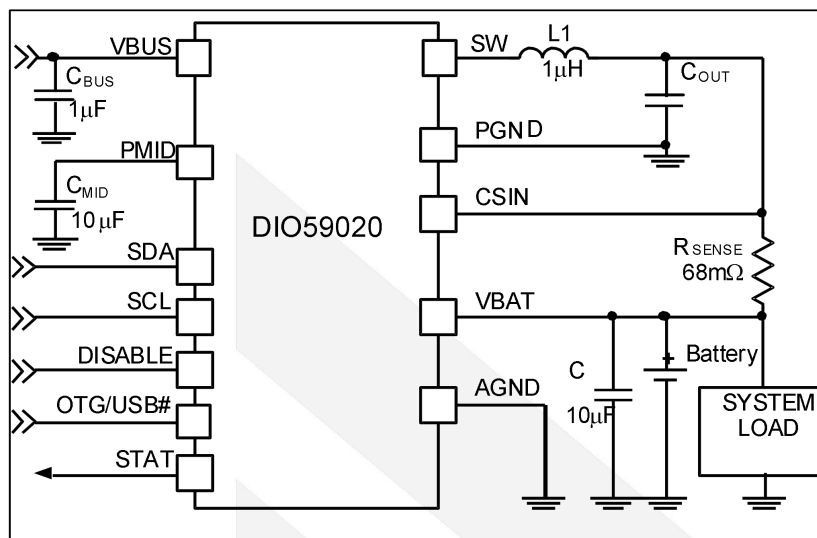 VBUS
CBUS
1µF
PMID
CMID
10µF
SDA
SCL
DISABLE
OTG/USB#
STAT
DIO59020
SW
L1
1µH
COUT
PGND
CSIN
RSENSE
68mΩ
VBAT
C
10µF
+
Battery
AGND
SYSTEM
LOAD